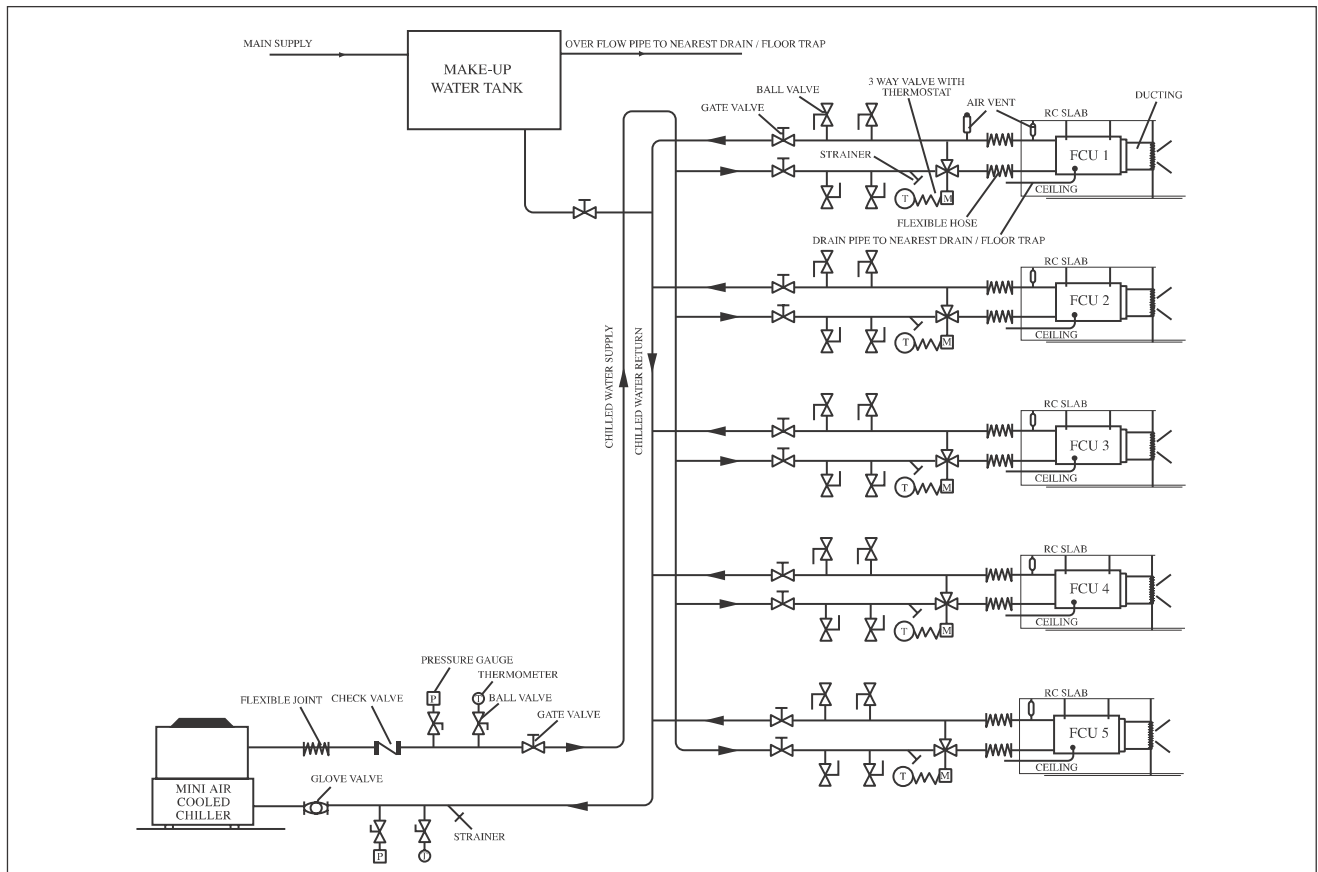 MAIN SUPPLY
MAKE-UP
WATER TANK
OVER FLOW PIPE TO NEAREST DRAIN / FLOOR TRAP
3 WAY VALVE WITH
THERMOSTAT
BALL VALVE
GATE VALVE
AIR VENT
DUCTING
RC SLAB
FCU 1
STRAINER
T
M
CEILING
FLEXIBLE HOSE
DRAIN PIPE TO NEAREST DRAIN / FLOOR TRAP
RC SLAB
FCU 2
T
M
CEILING
CHILLED WATER SUPPLY
CHILLED WATER RETURN
RC SLAB
FCU 3
T
M
CEILING
RC SLAB
FCU 4
T
M
CEILING
RC SLAB
FCU 5
T
M
CEILING
PRESSURE GAUGE
THERMOMETER
P
T
BALL VALVE
FLEXIBLE JOINT
CHECK VALVE
GATE VALVE
MINI AIR
COOLED
CHILLER
GLOVE VALVE
STRAINER
P
T